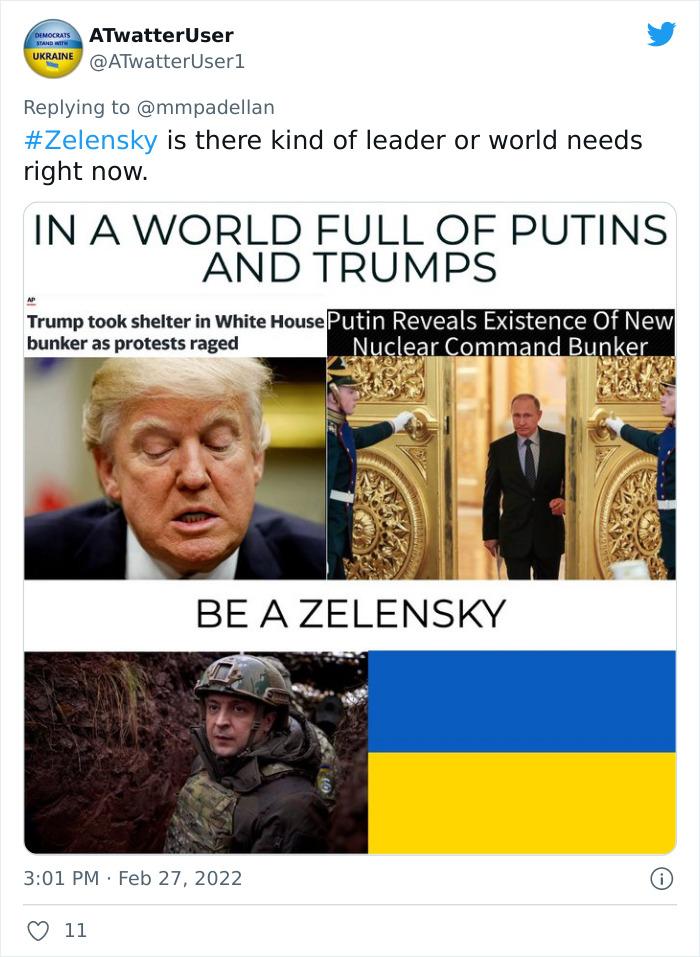 DEMOCRATS
STAND WITH
UKRAINE
ATwatterUser
@ATwatterUser1
Replying to @mmpadellan
#Zelensky is there kind of leader or world needs
right now.
IN A WORLD FULL OF PUTINS
AND TRUMPS
AP
Trump took shelter in White House
bunker as protests raged
Putin Reveals Existence Of New
Nuclear Command Bunker
BE A ZELENSKY
3:01 PM · Feb 27, 2022
11